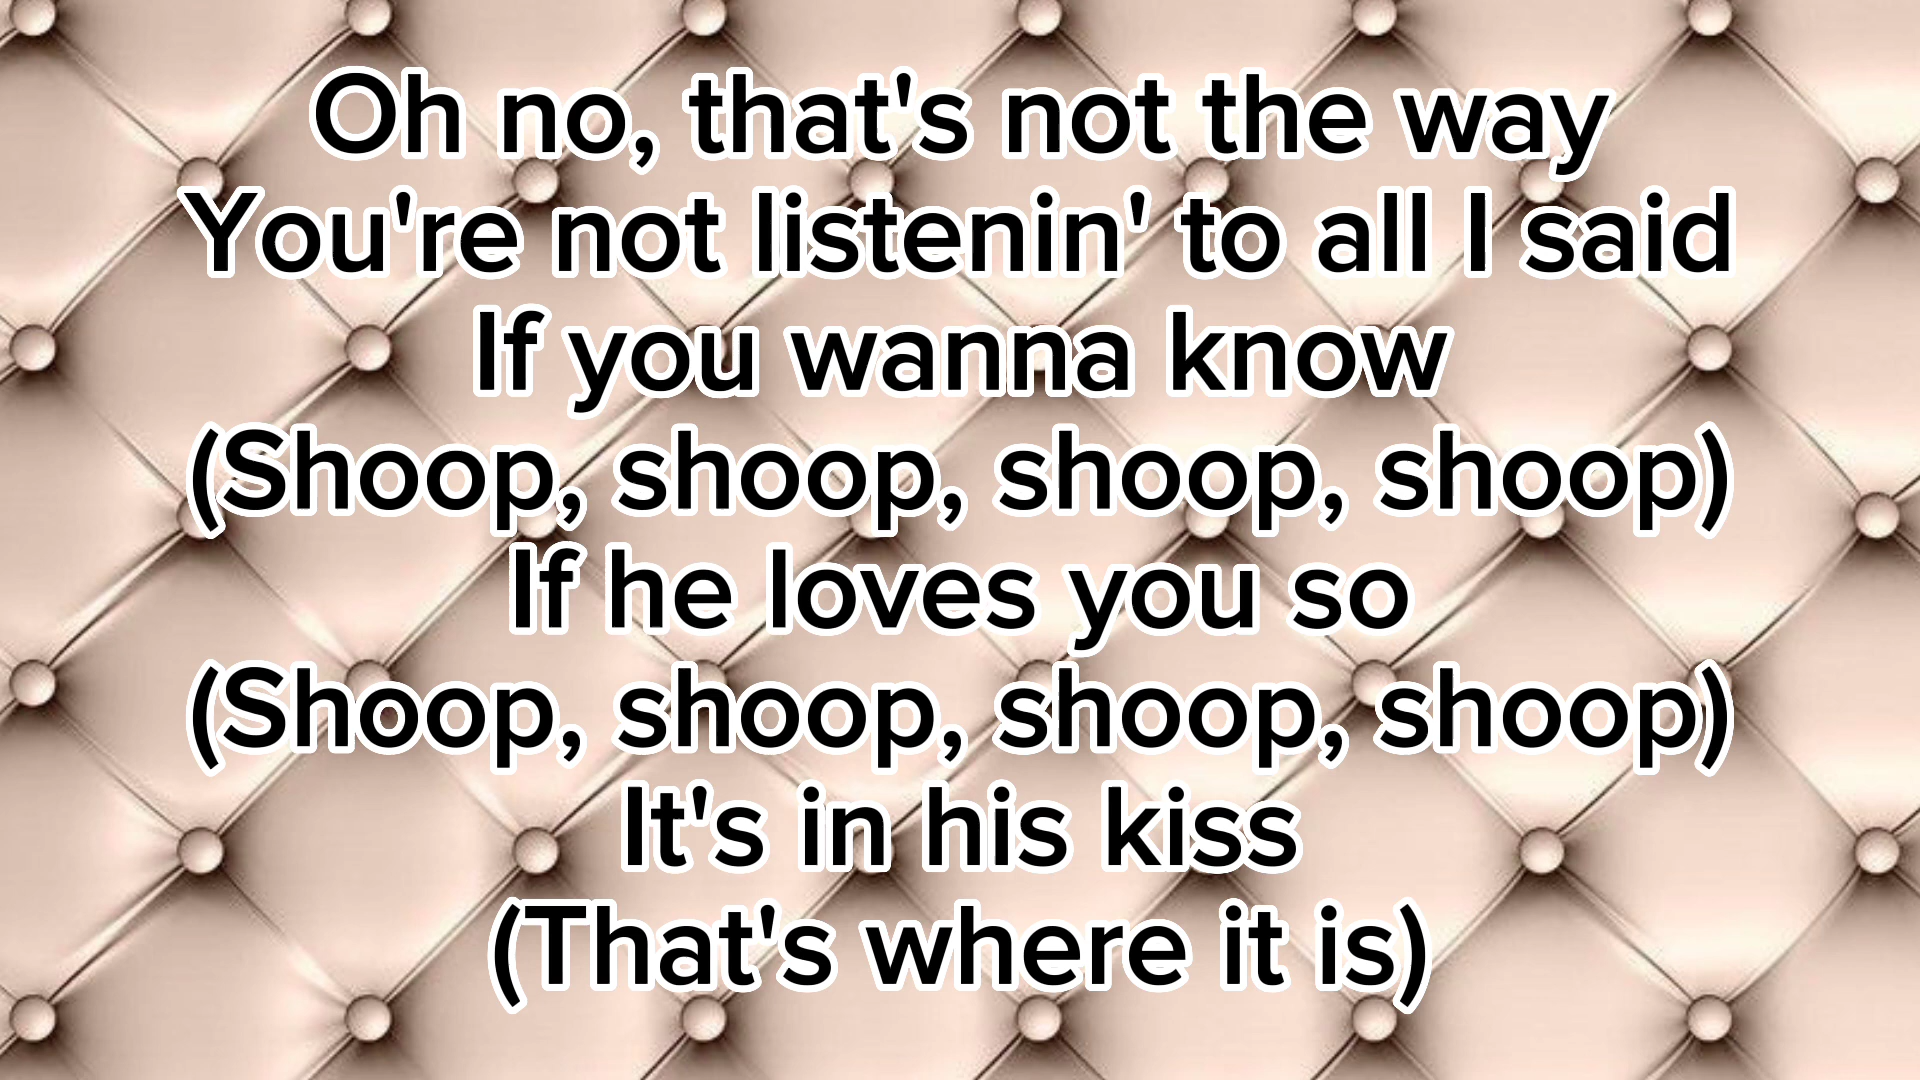 Oh no, that's not the way
You're not listenin' to all I said
If you wanna know
(Shoop, shoop, shoop, shoop)
If he loves you so
(Shoop, shoop, shoop, shoop)
It's in his kiss
(That's where it is)